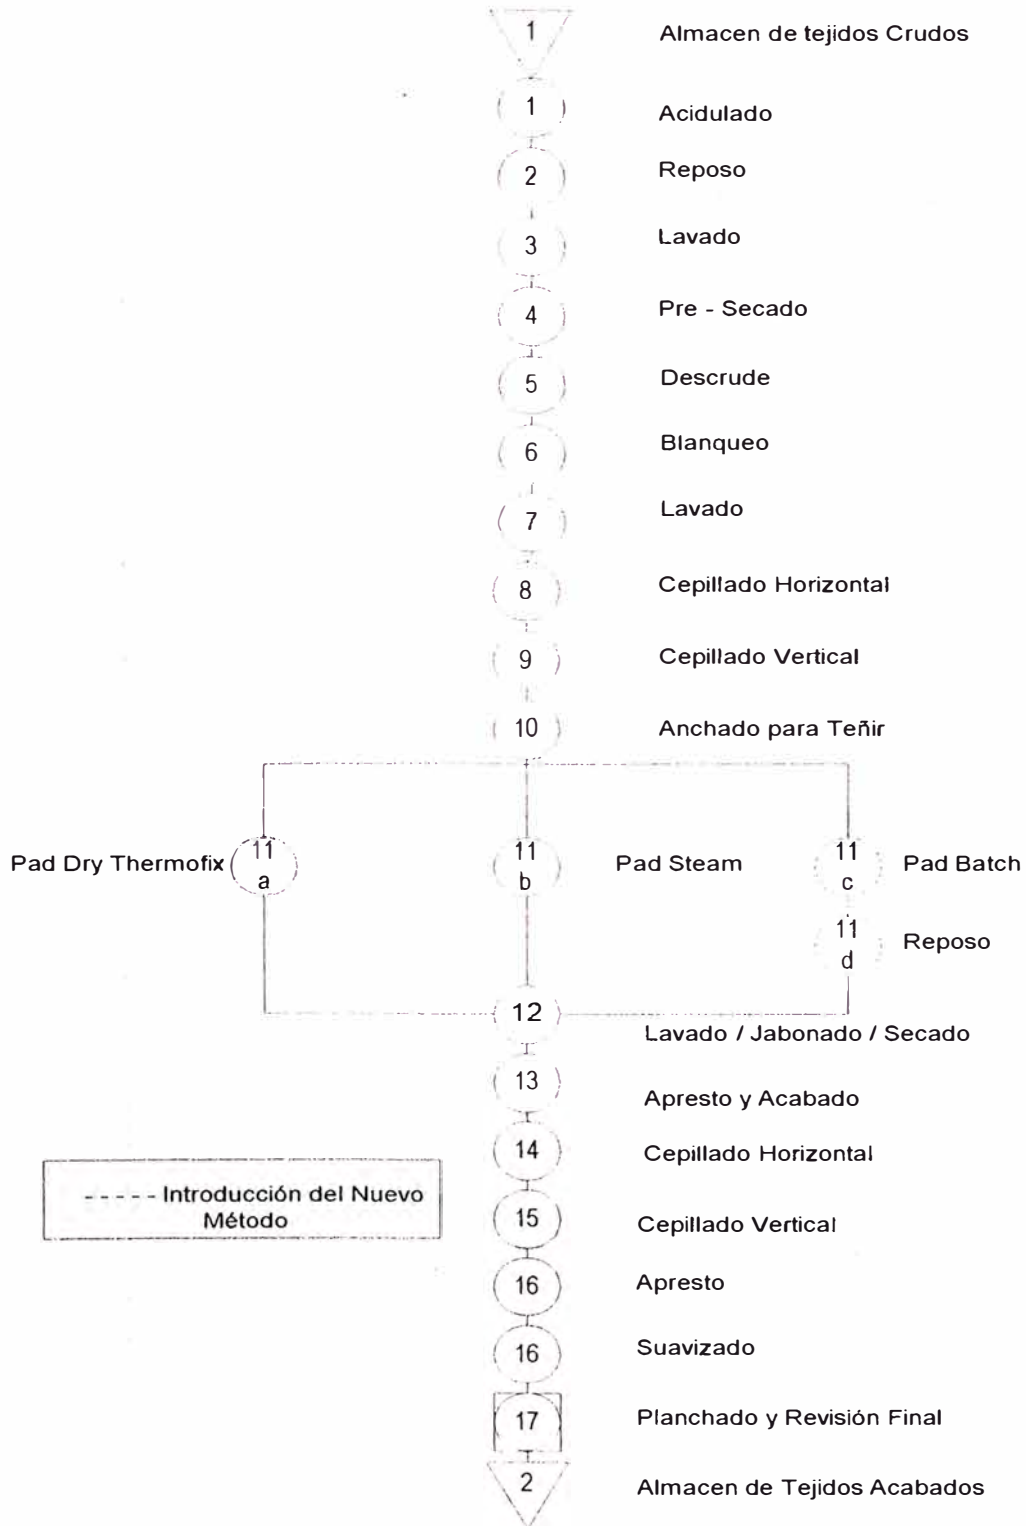 1 Almacen de tejidos Crudos
1 Acidulado
2 Reposo
3 Lavado
4 Pre - Secado
5 Descrude
6 Blanqueo
7 Lavado
8 Cepillado Horizontal
9 Cepillado Vertical
10 Anchado para Teñir
Pad Dry Thermofix 11 a
11 b Pad Steam
11 c Pad Batch
11 d Reposo
12 Lavado / Jabonado / Secado
13 Apresto y Acabado
14 Cepillado Horizontal
----- Introducción del Nuevo
Método
15 Cepillado Vertical
16 Apresto
16 Suavizado
17 Planchado y Revisión Final
2 Almacen de Tejidos Acabados